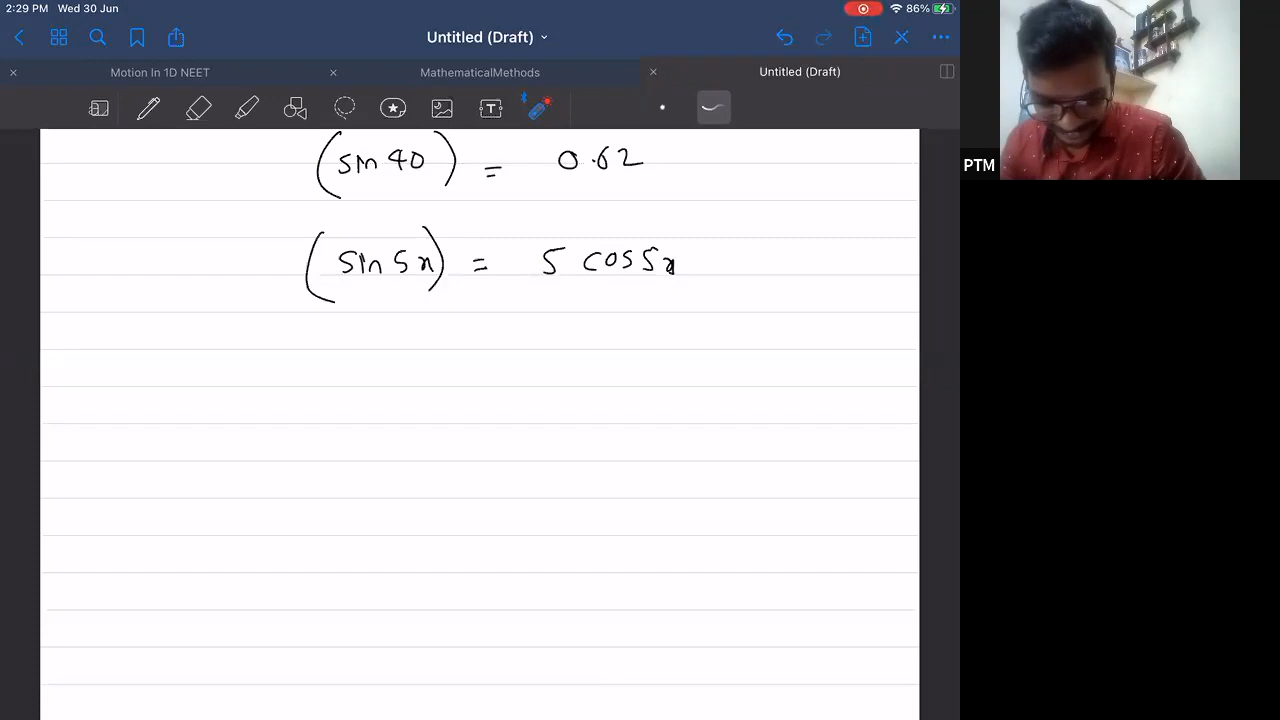 2:29 PM Wed 30 Jun 86%
Untitled (Draft)
Motion In 1D NEET MathematicalMethods Untitled (Draft)
(sin 40) = 0.62
(sin 5x) = 5 cos 5x
PTM